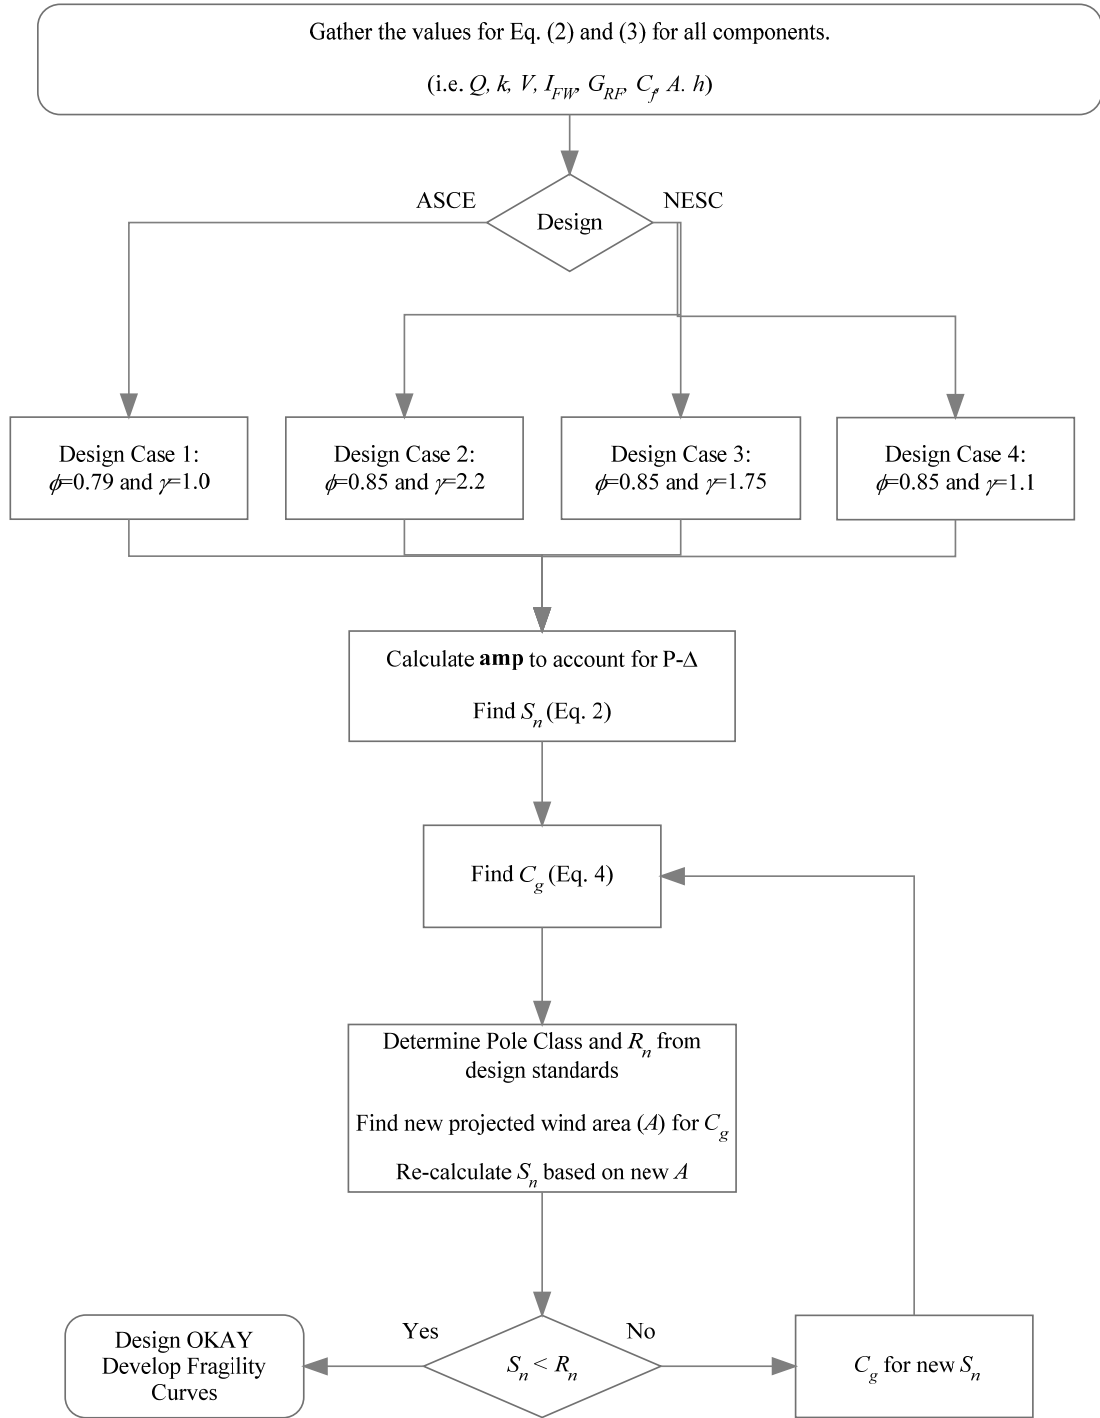 Gather the values for Eq. (2) and (3) for all components.
(i.e. Q, k, V, I_FW, G_RF, C_f, A. h)
ASCE
NESC
Design
Design Case 1:
ϕ=0.79 and γ=1.0
Design Case 2:
ϕ=0.85 and γ=2.2
Design Case 3:
ϕ=0.85 and γ=1.75
Design Case 4:
ϕ=0.85 and γ=1.1
Calculate amp to account for P-Δ
Find S_n (Eq. 2)
Find C_g (Eq. 4)
Determine Pole Class and R_n from
design standards
Find new projected wind area (A) for C_g
Re-calculate S_n based on new A
Yes
No
S_n < R_n
Design OKAY
Develop Fragility
Curves
C_g for new S_n